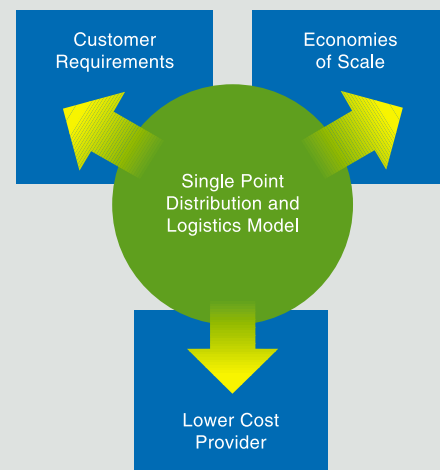 Customer
Requirements
Economies
of Scale
Single Point
Distribution and
Logistics Model
Lower Cost
Provider